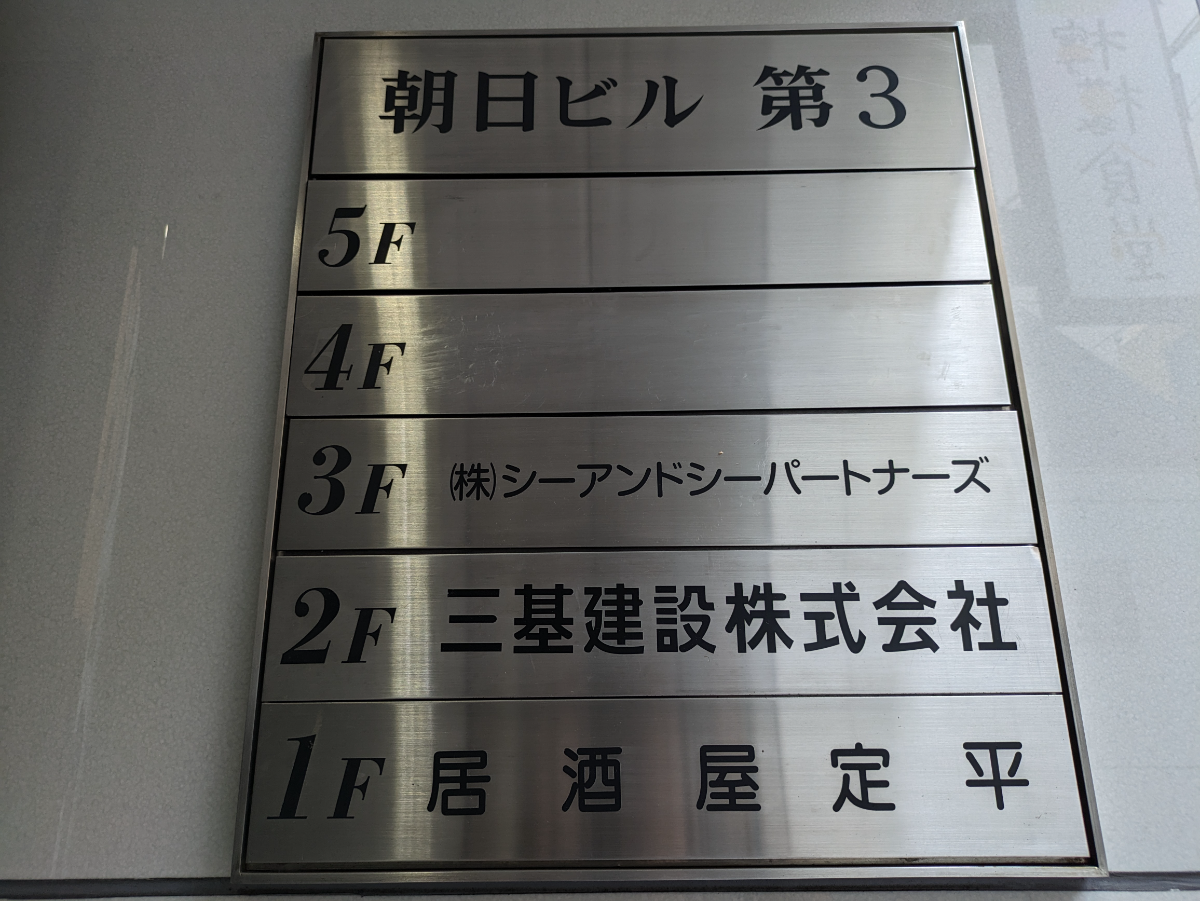 朝日ビル 第3
5F
4F
3F ㈱シーアンドシーパートナーズ
2F 三基建設株式会社
1F 居酒屋定平